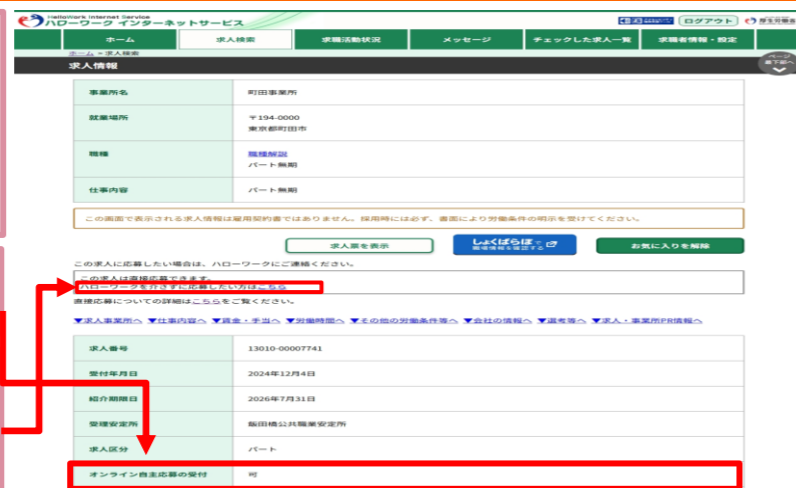 HelloWork Internet Service
ハローワーク インターネットサービス
ログアウト
ホーム
求人検索
求職活動状況
メッセージ
チェックした求人一覧
求職者情報・設定
ホーム > 求人検索
求人情報
ページ
最下部へ
事業所名
町田事業所
就業場所
〒194-0000
東京都町田市
職種
職種解説
パート無期
仕事内容
パート無期
この画面で表示される求人情報は雇用契約書ではありません。採用時には必ず、書面により労働条件の明示を受けてください。
求人票を表示
しょくばらぼで
職場情報を確認する
お気に入りを解除
この求人に応募したい場合は、ハローワークにご連絡ください。
この求人は直接応募できます。
ハローワークを介さずに応募したい方はこちら
直接応募についての詳細はこちらをご覧ください。
▼求人事業所へ ▼仕事内容へ ▼賃金・手当へ ▼労働時間へ ▼その他の労働条件等へ ▼会社の情報へ ▼選考等へ ▼求人・事業所PR情報へ
求人番号
13010-00007741
受付年月日
2024年12月4日
紹介期限日
2026年7月31日
受理安定所
飯田橋公共職業安定所
求人区分
パート
オンライン自主応募の受付
可